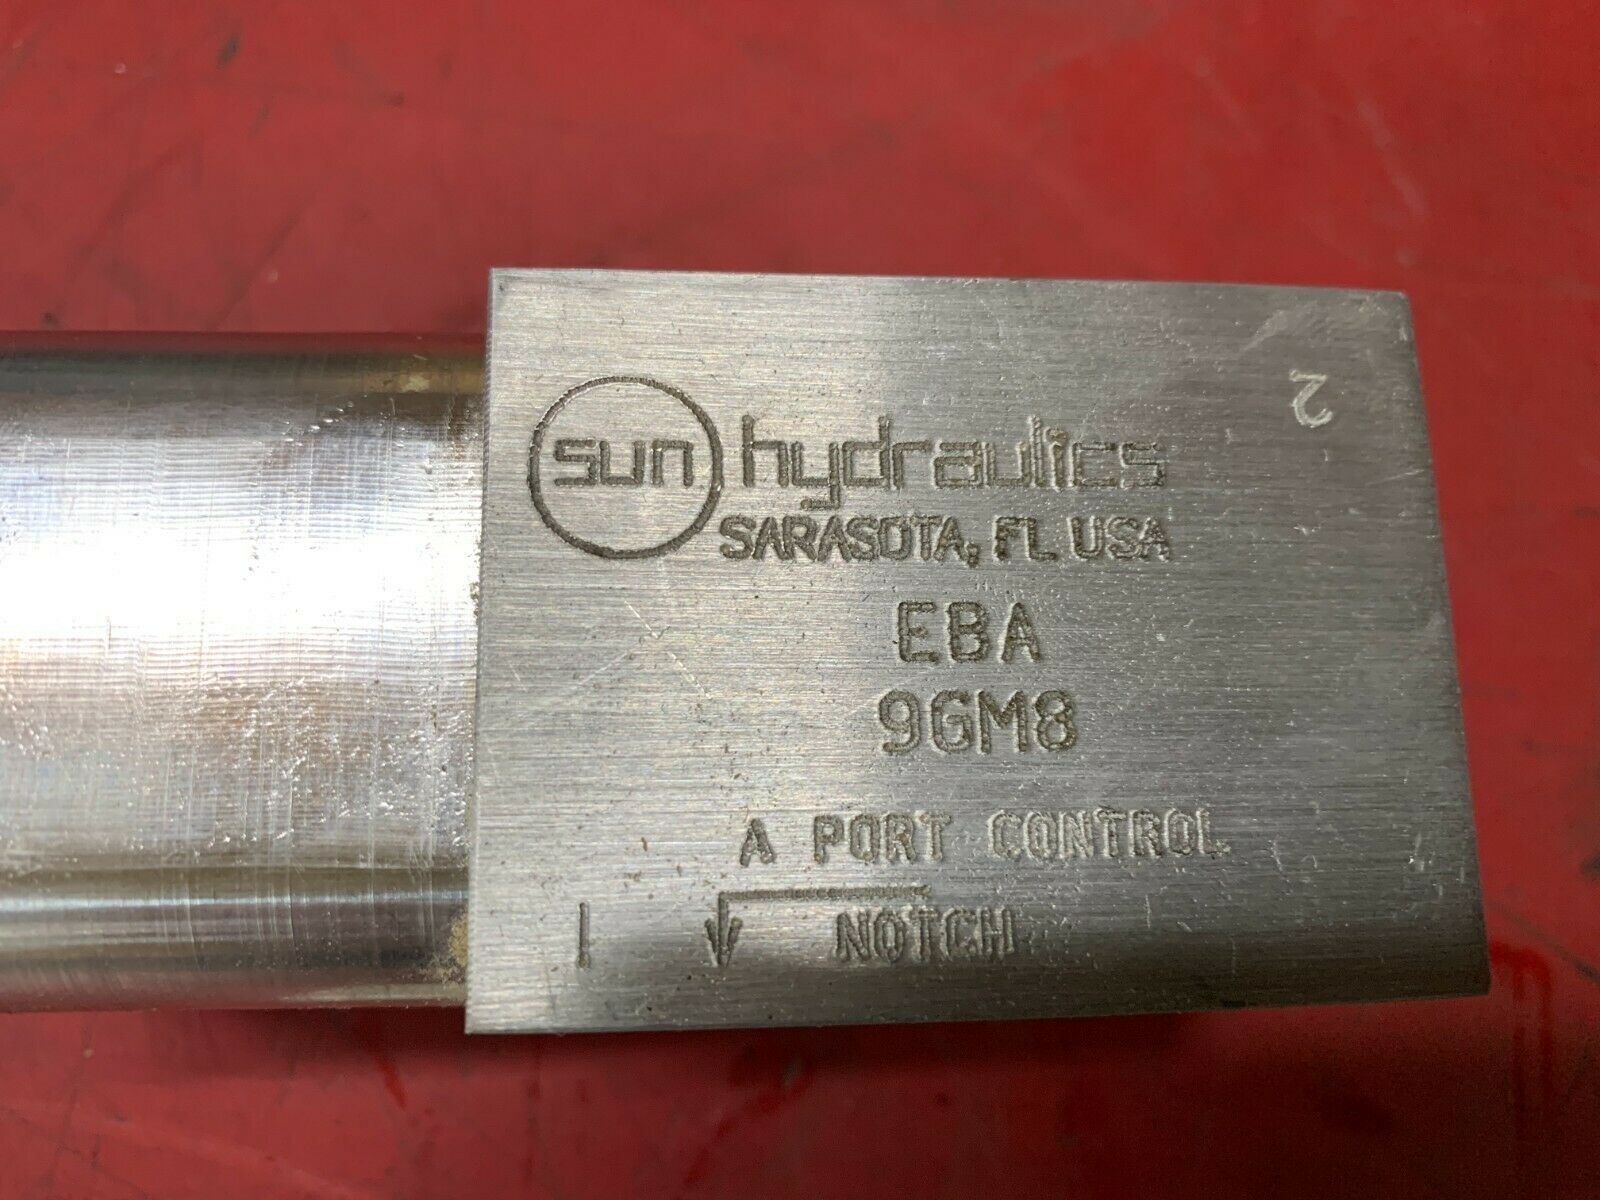 sun hydraulics
SARASOTA, FL USA
EBA
9GM8
A PORT CONTROL
NOTCH
2